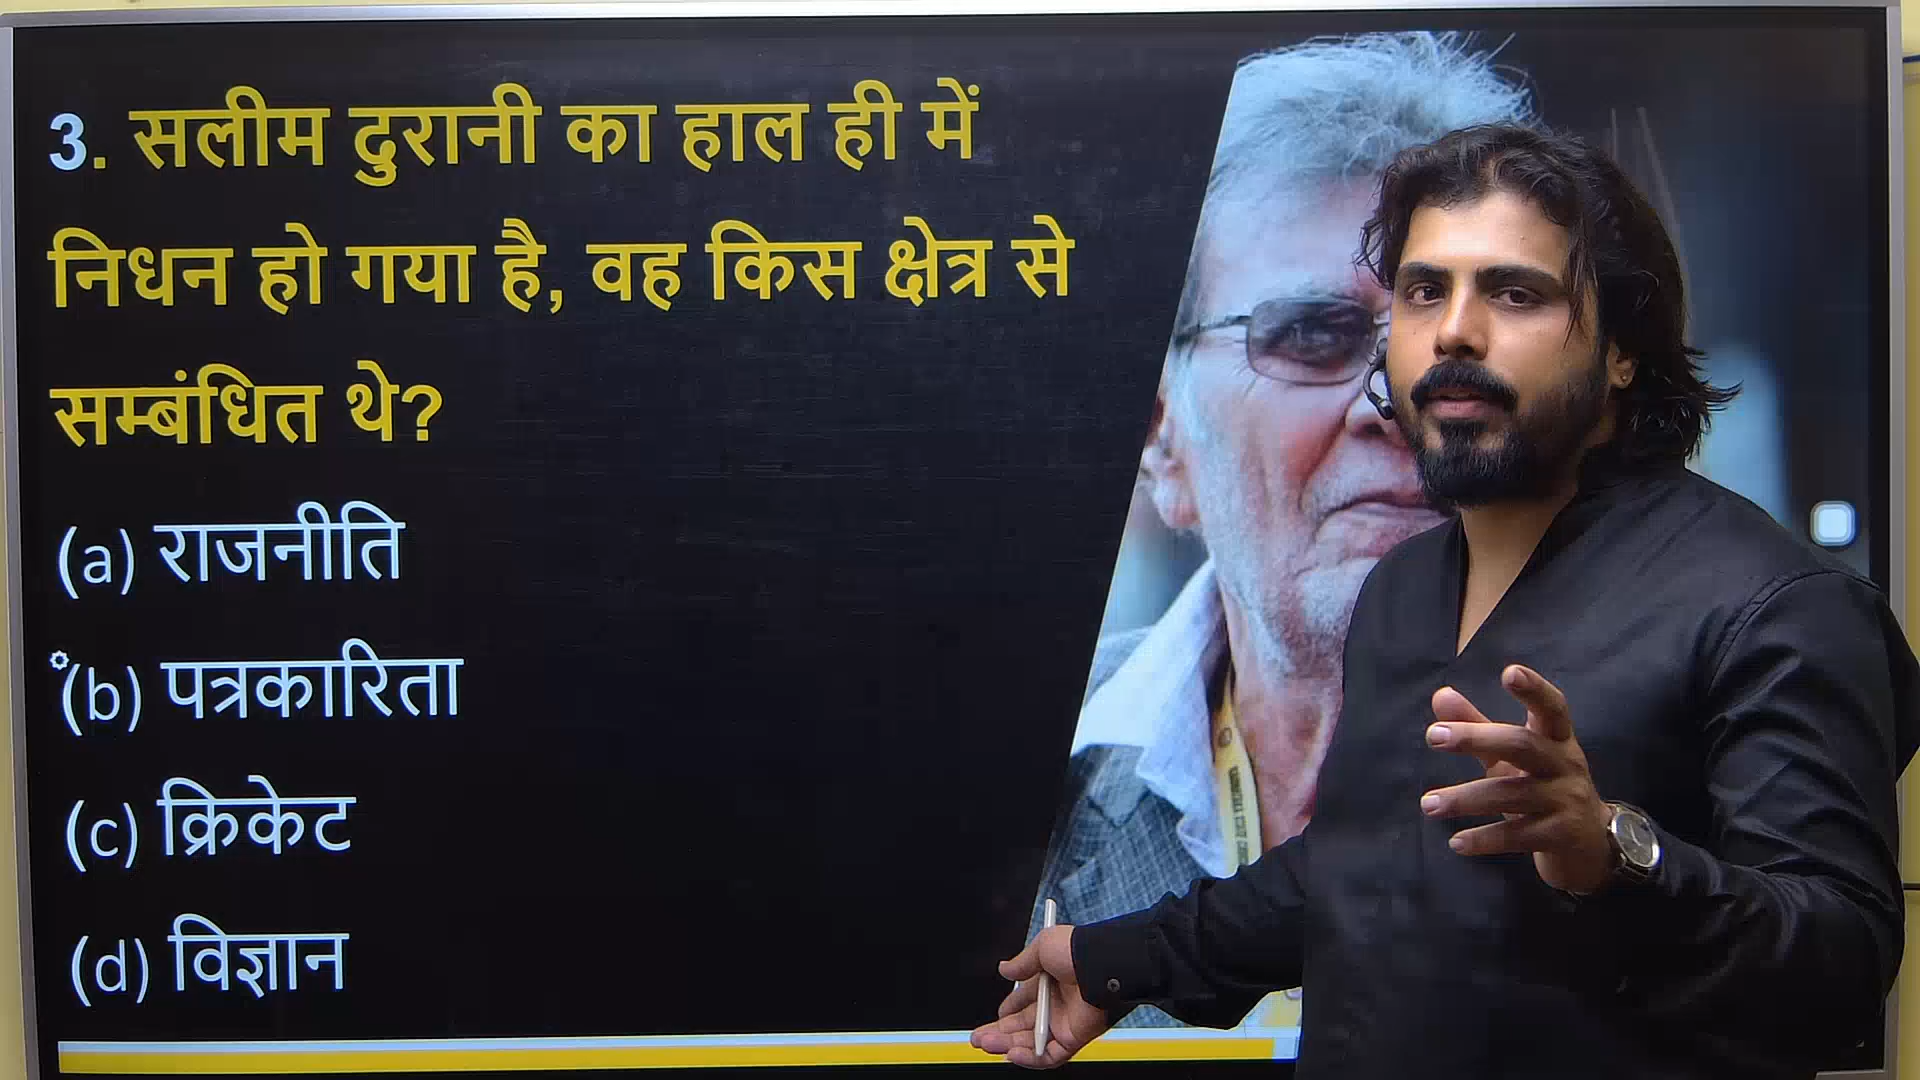 3. सलीम दुरानी का हाल ही में
निधन हो गया है, वह किस क्षेत्र से
सम्बंधित थे?
(a) राजनीति
(b) पत्रकारिता
(c) क्रिकेट
(d) विज्ञान